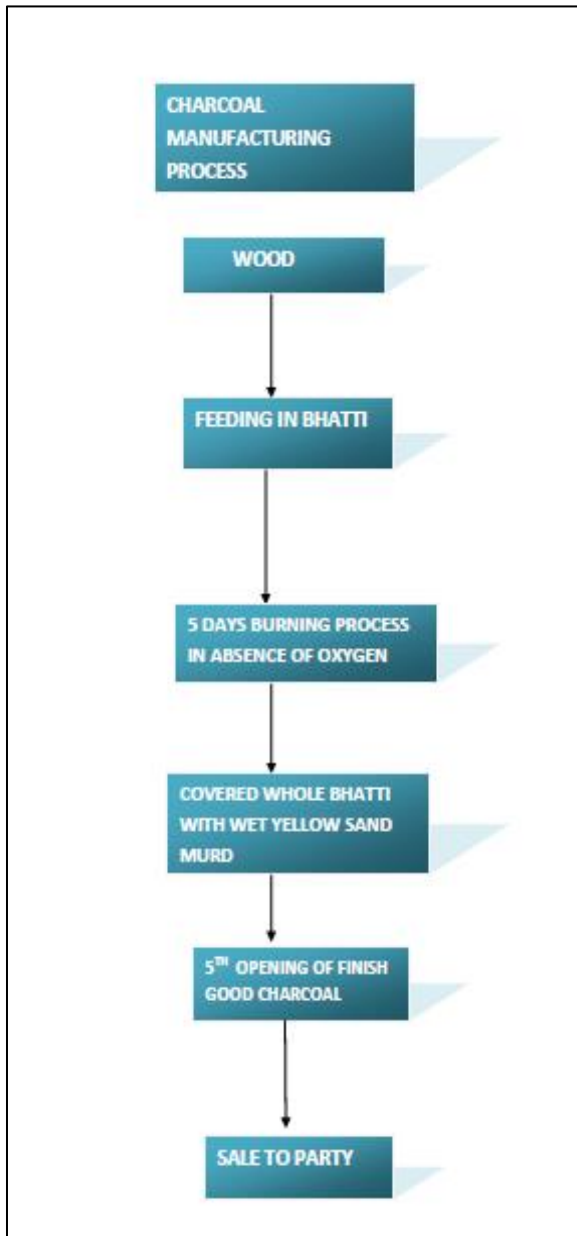 CHARCOAL
MANUFACTURING
PROCESS
WOOD
FEEDING IN BHATTI
5 DAYS BURNING PROCESS
IN ABSENCE OF OXYGEN
COVERED WHOLE BHATTI
WITH WET YELLOW SAND
MURD
5TH OPENING OF FINISH
GOOD CHARCOAL
SALE TO PARTY